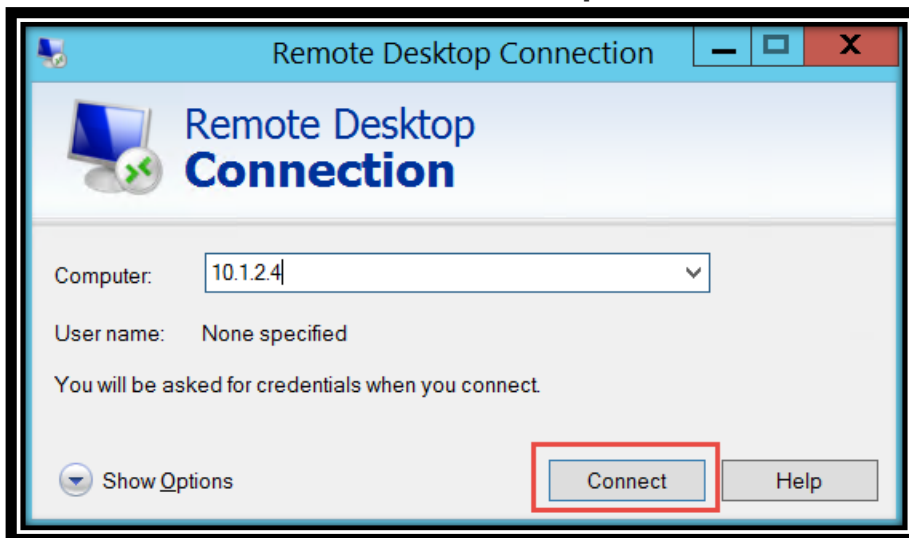 Remote Desktop Connection
X
Remote Desktop
Connection
Computer: 10.1.2.4
User name: None specified
You will be asked for credentials when you connect.
Show Options Connect Help